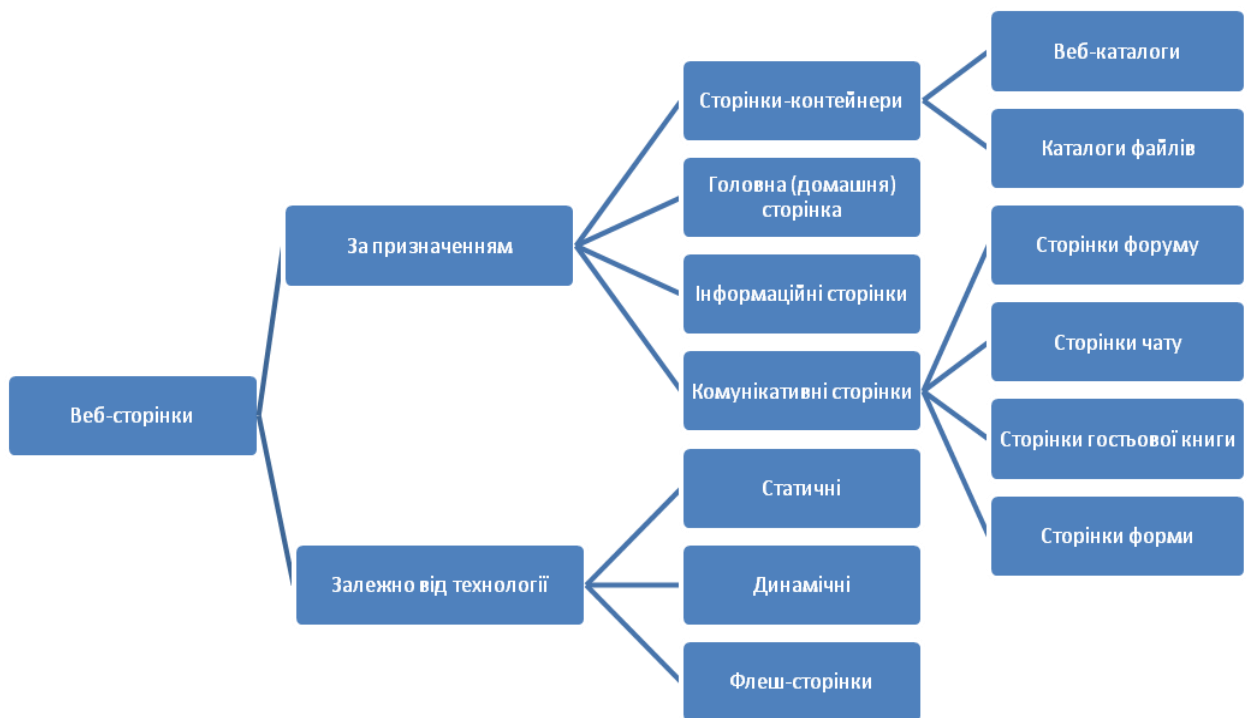 Веб-сторінки
За призначенням
Сторінки-контейнери
Веб-каталоги
Каталоги файлів
Головна (домашня)
сторінка
Інформаційні сторінки
Комунікативні сторінки
Сторінки форуму
Сторінки чату
Сторінки гостьової книги
Сторінки форми
Залежно від технології
Статичні
Динамічні
Флеш-сторінки